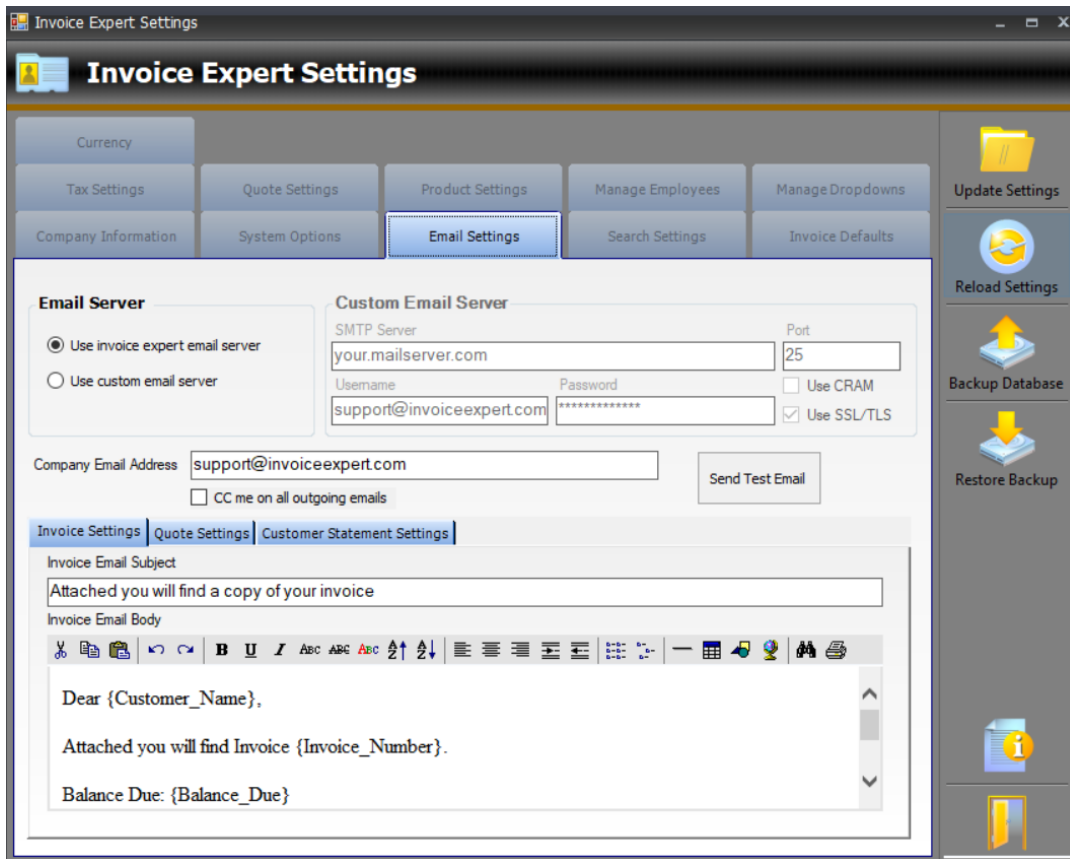 Invoice Expert Settings
Invoice Expert Settings
Currency
Tax Settings Quote Settings Product Settings Manage Employees Manage Dropdowns
Company Information System Options Email Settings Search Settings Invoice Defaults
Update Settings
Reload Settings
Backup Database
Restore Backup
Email Server
Use invoice expert email server
Use custom email server
Custom Email Server
SMTP Server Port
your.mailserver.com 25
Username Password Use CRAM
support@invoiceexpert.com ************* Use SSL/TLS
Company Email Address support@invoiceexpert.com Send Test Email
CC me on all outgoing emails
Invoice Settings Quote Settings Customer Statement Settings
Invoice Email Subject
Attached you will find a copy of your invoice
Invoice Email Body
B U I ABC ABC ABC
Dear {Customer_Name},
Attached you will find Invoice {Invoice_Number}.
Balance Due: {Balance_Due}